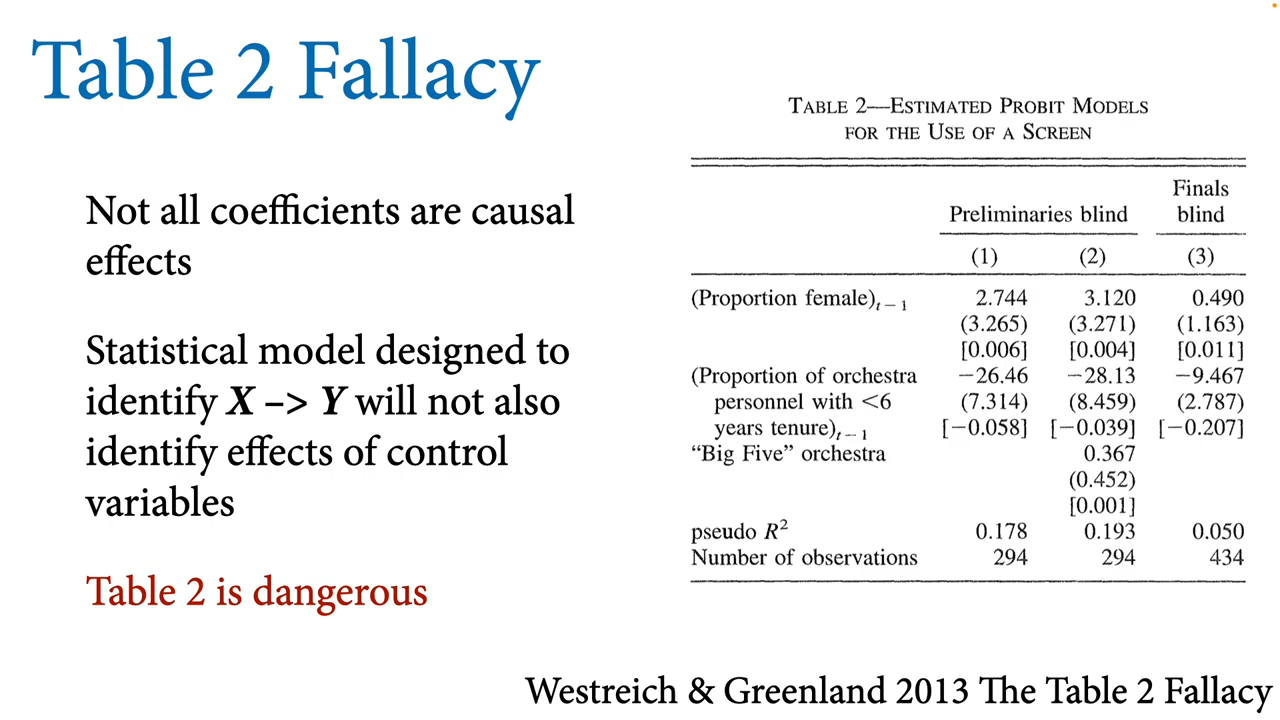 Table 2 Fallacy
Not all coefficients are causal
effects
Statistical model designed to
identify X –> Y will not also
identify effects of control
variables
Table 2 is dangerous
TABLE 2—ESTIMATED PROBIT MODELS
FOR THE USE OF A SCREEN
Finals
Preliminaries blind blind
(1) (2) (3)
(Proportion female)t − 1 2.744 3.120 0.490
(3.265) (3.271) (1.163)
[0.006] [0.004] [0.011]
(Proportion of orchestra −26.46 −28.13 −9.467
personnel with <6 (7.314) (8.459) (2.787)
years tenure)t − 1 [−0.058] [−0.039] [−0.207]
“Big Five” orchestra 0.367
(0.452)
[0.001]
pseudo R² 0.178 0.193 0.050
Number of observations 294 294 434
Westreich & Greenland 2013 The Table 2 Fallacy